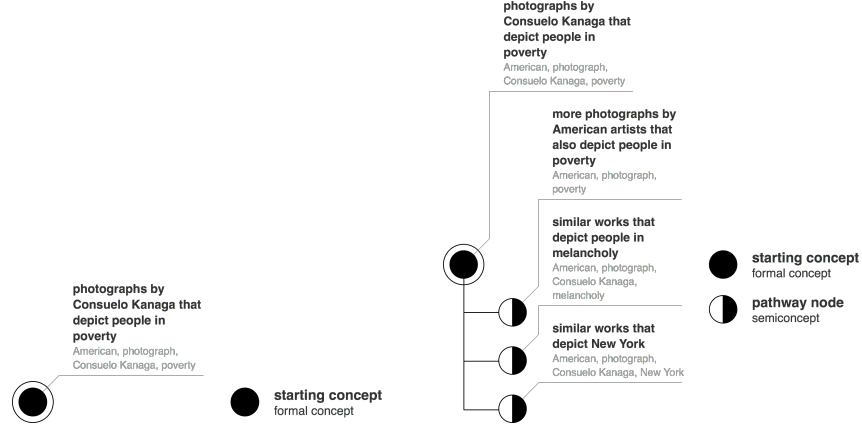 photographs by
Consuelo Kanaga that
depict people in
poverty
American, photograph,
Consuelo Kanaga, poverty
starting concept
formal concept
photographs by
Consuelo Kanaga that
depict people in
poverty
American, photograph,
Consuelo Kanaga, poverty
more photographs by
American artists that
also depict people in
poverty
American, photograph,
poverty
similar works that
depict people in
melancholy
American, photograph,
Consuelo Kanaga,
melancholy
similar works that
depict New York
American, photograph,
Consuelo Kanaga, New York
starting concept
formal concept
pathway node
semiconcept